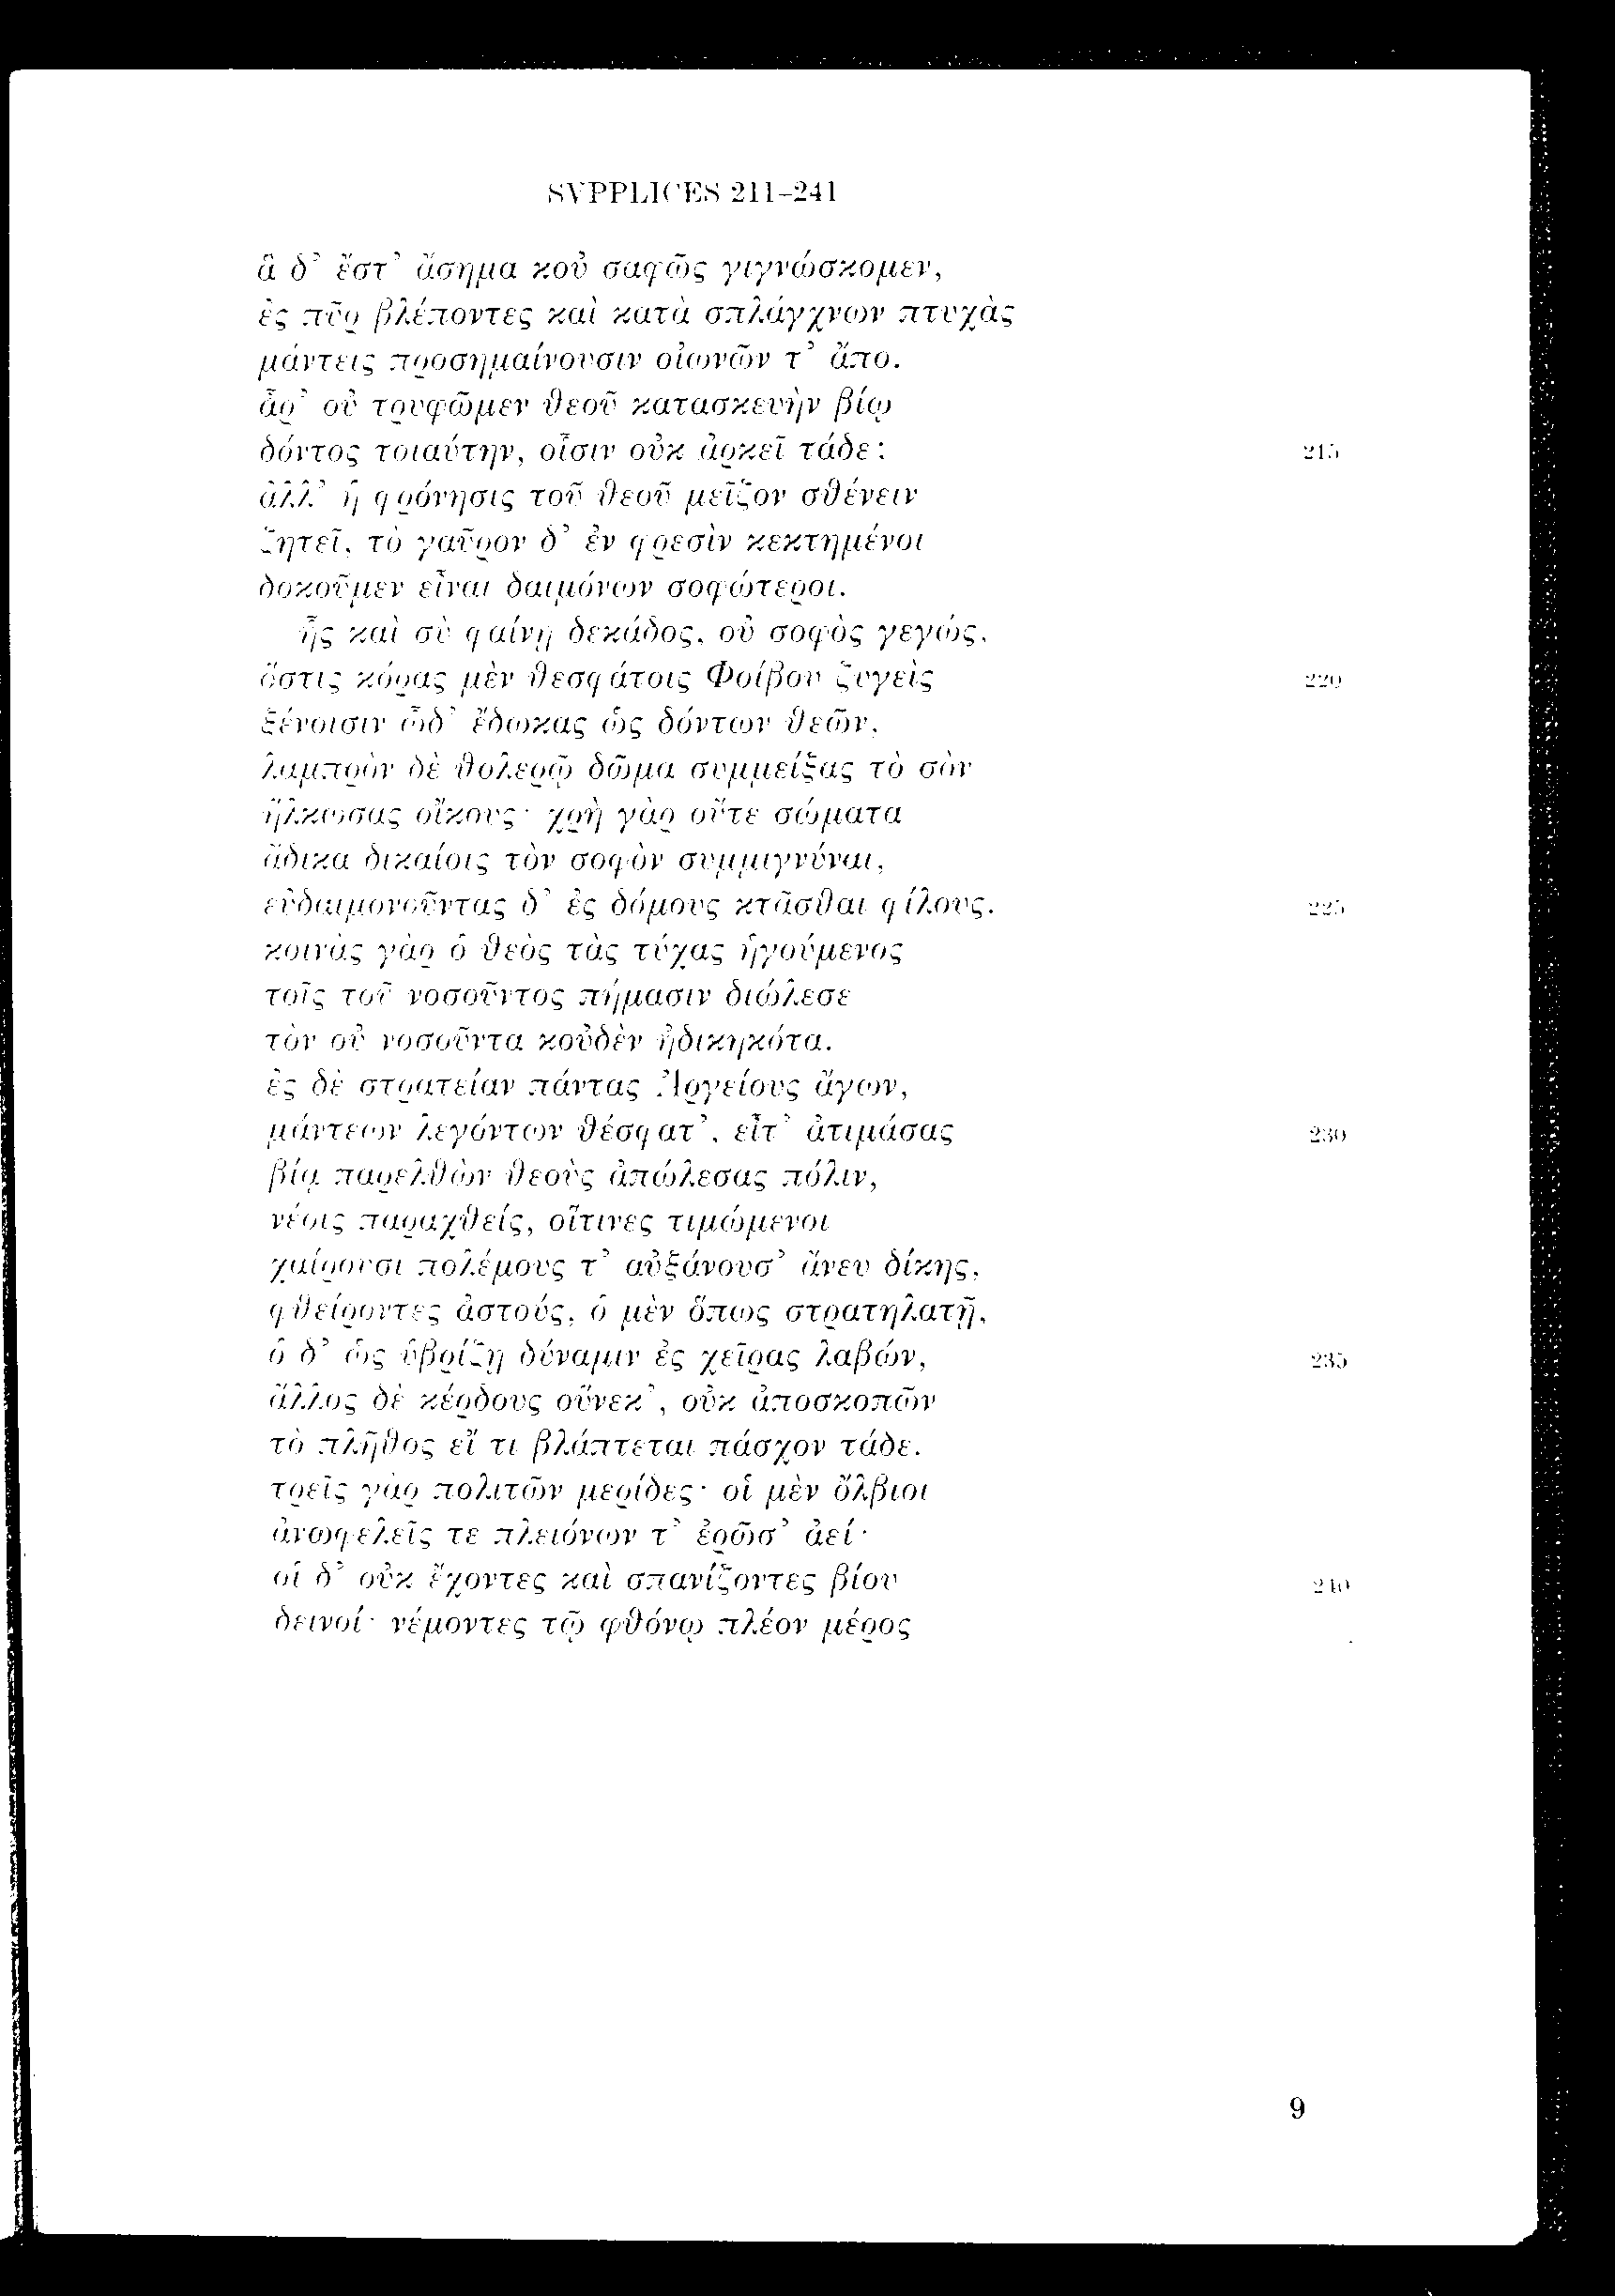 SVPPLICES 211–241
ἃ δ’ ἔστ’ ἄσημα κοὐ σαφῶς γιγνώσκομεν,
ἐς πῦρ βλέποντες καὶ κατὰ σπλάγχνων πτυχὰς
μάντεις προσημαίνουσιν οἰωνῶν τ’ ἄπο.
ἆρ’ οὐ τρυφῶμεν θεοῦ κατασκευὴν βίῳ
δόντος τοιαύτην, οἷσιν οὐκ ἀρκεῖ τάδε; 215
ἀλλ’ ἡ φρόνησις τοῦ θεοῦ μεῖζον σθένειν
ζητεῖ, τὸ γαῦρον δ’ ἐν φρεσὶν κεκτημένοι
δοκοῦμεν εἶναι δαιμόνων σοφώτεροι.
ἧς καὶ σὺ φαίνῃ δεκάδος, οὐ σοφὸς γεγώς,
ὅστις κόρας μὲν θεσφάτοις Φοίβου ζυγεὶς 220
ξένοισιν ὧδ’ ἔδωκας ὡς δόντων θεῶν,
λαμπρὸν δὲ θολερῷ δῶμα συμμείξας τὸ σὸν
ἥλκωσας οἴκους· χρὴ γὰρ οὔτε σώματα
ἄδικα δικαίοις τὸν σοφὸν συμμιγνύναι,
εὐδαιμονοῦντας δ’ ἐς δόμους κτᾶσθαι φίλους. 225
κοινὰς γὰρ ὁ θεὸς τὰς τύχας ἡγούμενος
τοῖς τοῦ νοσοῦντος πήμασιν διώλεσε
τὸν οὐ νοσοῦντα κοὐδὲν ἠδικηκότα.
ἐς δὲ στρατείαν πάντας Ἀργείους ἄγων,
μάντεων λεγόντων θέσφατ’, εἶτ’ ἀτιμάσας 230
βίᾳ παρελθὼν θεοὺς ἀπώλεσας πόλιν,
νέοις παραχθείς, οἵτινες τιμώμενοι
χαίρουσι πολέμους τ’ αὐξάνουσ’ ἄνευ δίκης,
φθείροντες ἀστούς, ὁ μὲν ὅπως στρατηλατῇ,
ὁ δ’ ὡς ὑβρίζῃ δύναμιν ἐς χεῖρας λαβών, 235
ἄλλος δὲ κέρδους οὕνεκ’, οὐκ ἀποσκοπῶν
τὸ πλῆθος εἴ τι βλάπτεται πάσχον τάδε.
τρεῖς γὰρ πολιτῶν μερίδες· οἱ μὲν ὄλβιοι
ἀνωφελεῖς τε πλειόνων τ’ ἐρῶσ’ ἀεί·
οἱ δ’ οὐκ ἔχοντες καὶ σπανίζοντες βίου 240
δεινοί· νέμοντες τῷ φθόνῳ πλέον μέρος
9